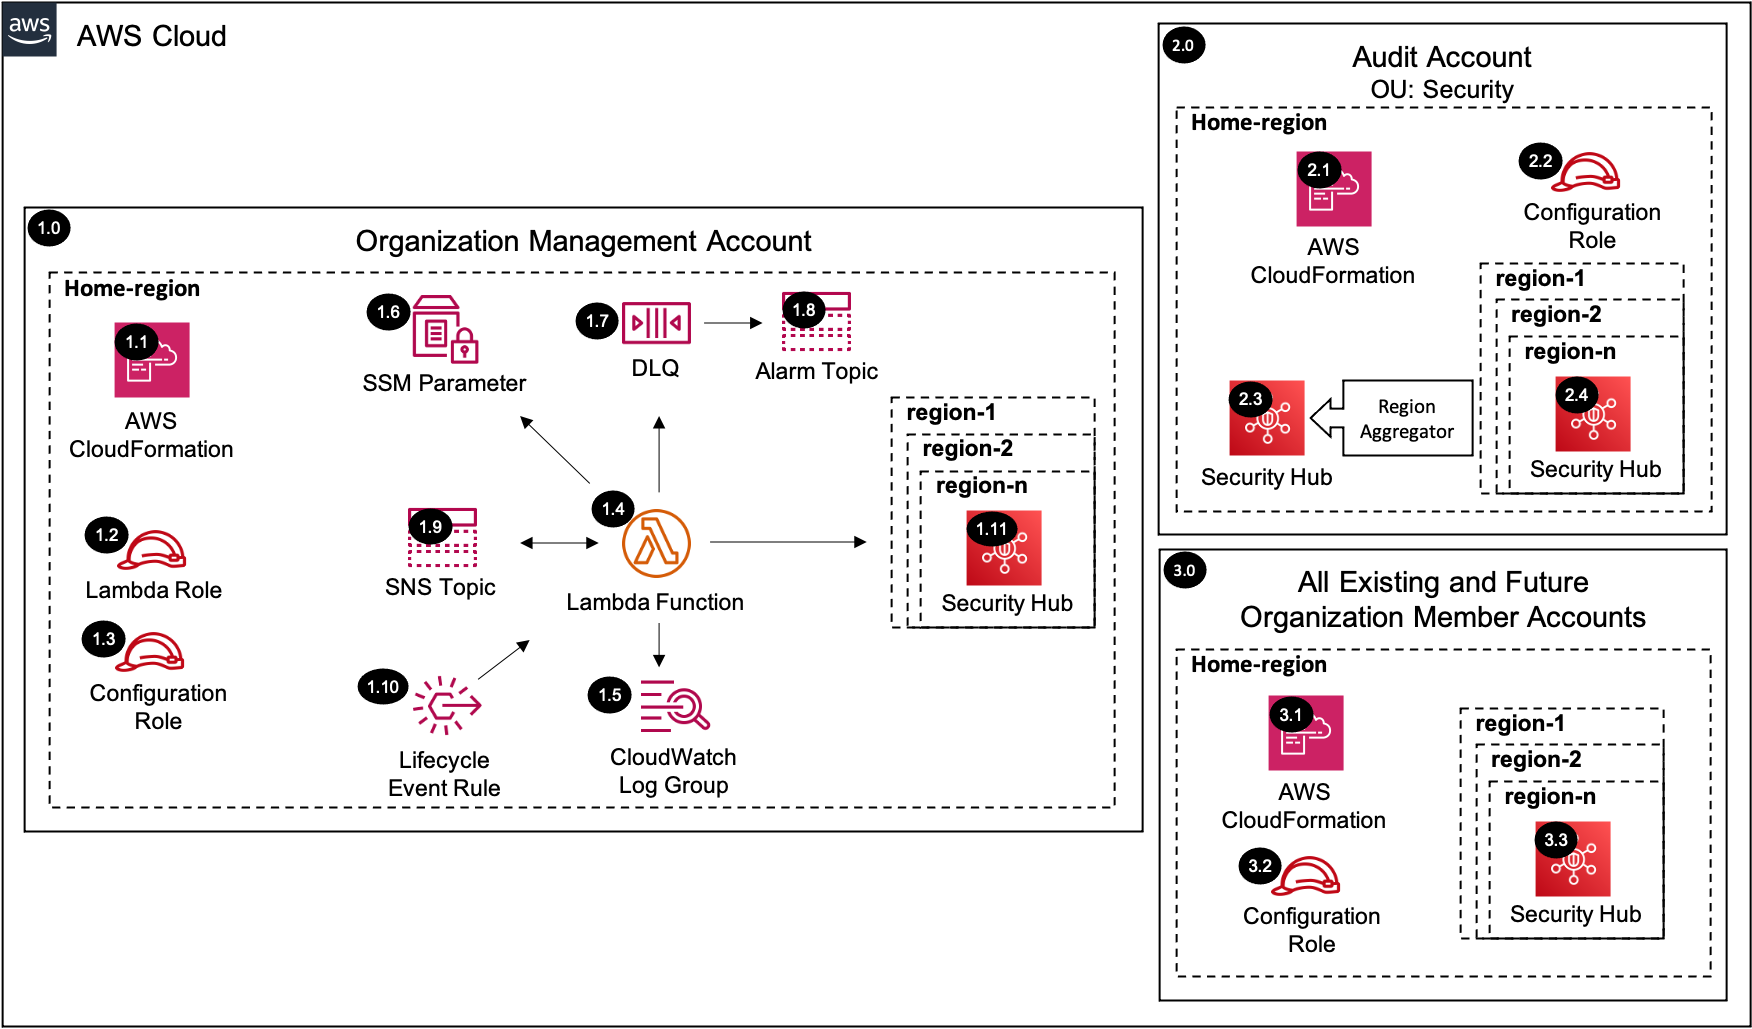 aws
AWS Cloud
1.0
Organization Management Account
Home-region
1.1
AWS
CloudFormation
1.2
Lambda Role
1.3
Configuration
Role
1.6
SSM Parameter
1.7
DLQ
1.8
Alarm Topic
1.9
SNS Topic
1.4
Lambda Function
1.10
Lifecycle
Event Rule
1.5
CloudWatch
Log Group
region-1
region-2
region-n
1.11
Security Hub
2.0
Audit Account
OU: Security
Home-region
2.1
AWS
CloudFormation
2.2
Configuration
Role
2.3
Security Hub
Region
Aggregator
region-1
region-2
region-n
2.4
Security Hub
3.0
All Existing and Future
Organization Member Accounts
Home-region
3.1
AWS
CloudFormation
3.2
Configuration
Role
region-1
region-2
region-n
3.3
Security Hub